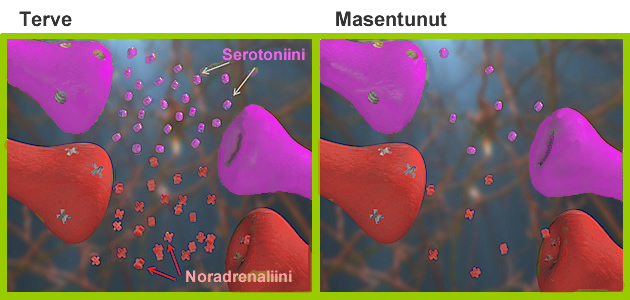 Terve
Masentunut
Serotoniini
Noradrenaliini